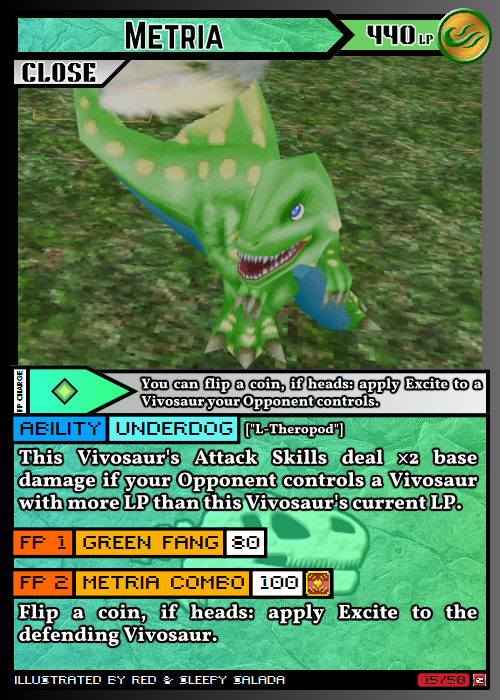 METRIA
440 LP
CLOSE
FP CHARGE
You can flip a coin, if heads: apply Excite to a
Vivosaur your Opponent controls.
ABILITY UNDERDOG ["L-Theropod"]
This Vivosaur's Attack Skills deal ×2 base
damage if your Opponent controls a Vivosaur
with more LP than this Vivosaur's current LP.
FP 1 GREEN FANG 80
FP 2 METRIA COMBO 100
Flip a coin, if heads: apply Excite to the
defending Vivosaur.
ILLUSTRATED BY RED & SLEEPY SALADA
15/50